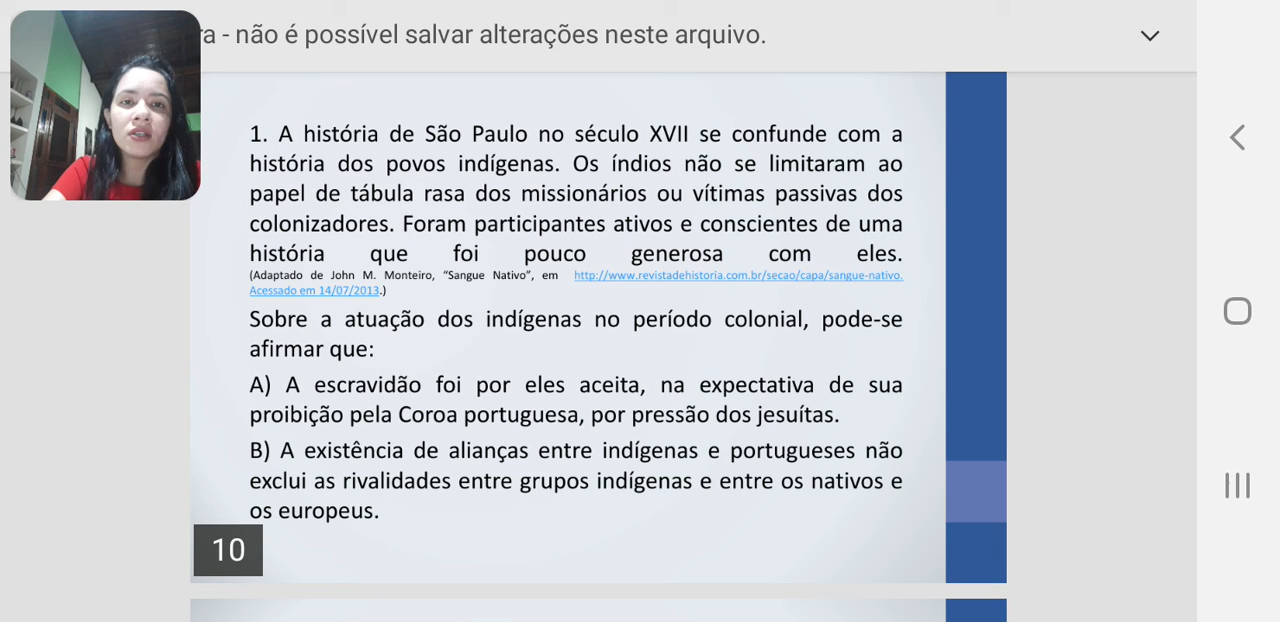 ra - não é possível salvar alterações neste arquivo.
1. A história de São Paulo no século XVII se confunde com a
história dos povos indígenas. Os índios não se limitaram ao
papel de tábula rasa dos missionários ou vítimas passivas dos
colonizadores. Foram participantes ativos e conscientes de uma
história que foi pouco generosa com eles.
(Adaptado de John M. Monteiro, “Sangue Nativo”, em http://www.revistadehistoria.com.br/secao/capa/sangue-nativo.
Acessado em 14/07/2013.)
Sobre a atuação dos indígenas no período colonial, pode-se
afirmar que:
A) A escravidão foi por eles aceita, na expectativa de sua
proibição pela Coroa portuguesa, por pressão dos jesuítas.
B) A existência de alianças entre indígenas e portugueses não
exclui as rivalidades entre grupos indígenas e entre os nativos e
os europeus.
10